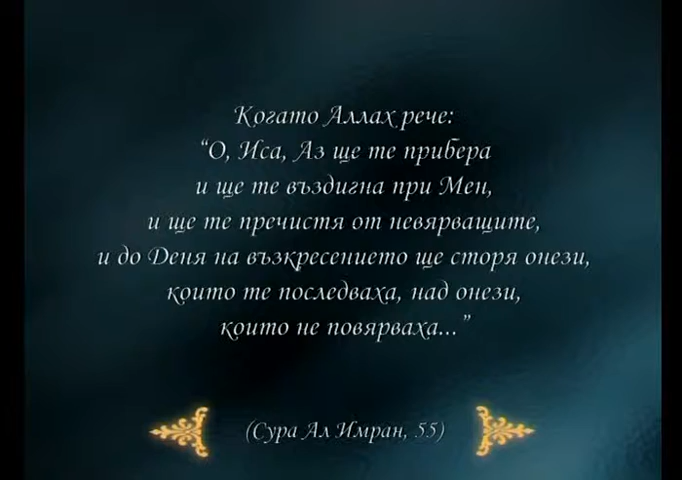 Когато Аллах рече:
“О, Иса, Аз ще те прибера
и ще те въздигна при Мен,
и ще те пречистя от невярващите,
и до Деня на възкресението ще сторя онези,
които те последваха, над онези,
които не повярваха...”
(Сура Ал Имран, 55)